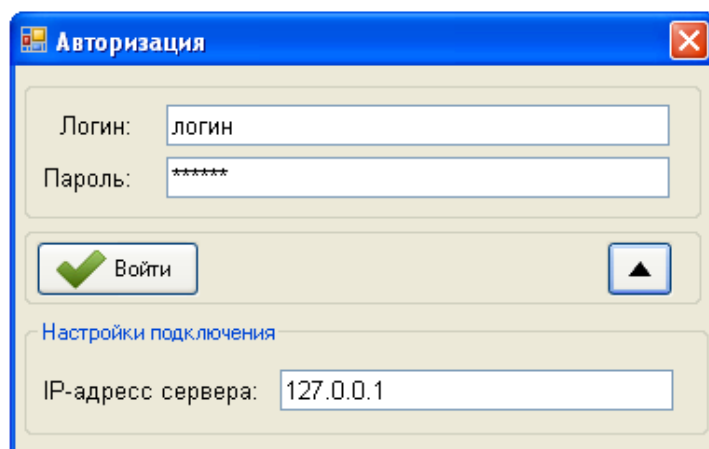 Авторизация
Логин: логин
Пароль: ******
Войти
Настройки подключения
IP-адресс сервера: 127.0.0.1